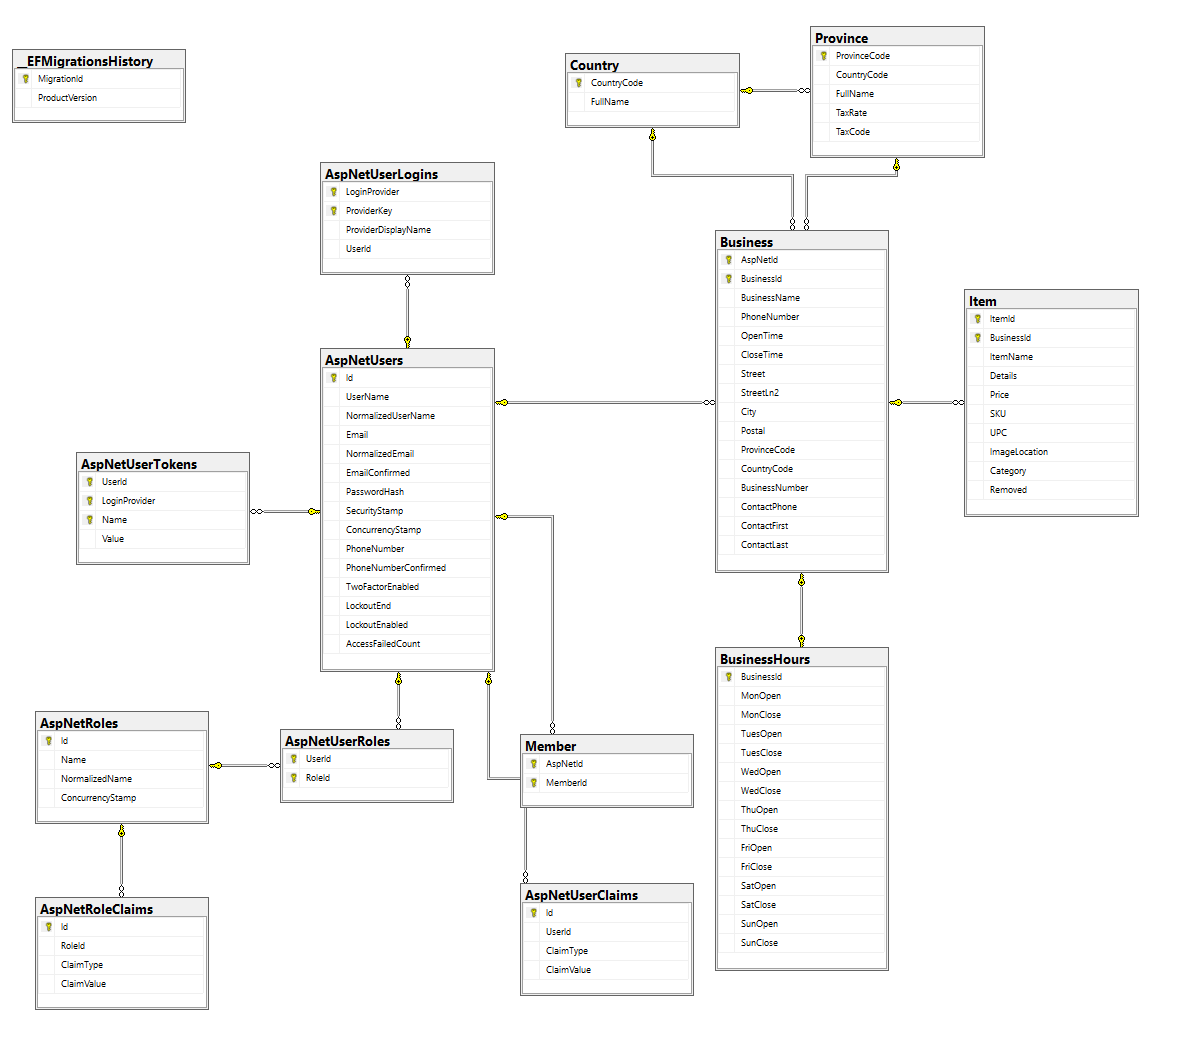 __EFMigrationsHistory
MigrationId
ProductVersion
Country
CountryCode
FullName
Province
ProvinceCode
CountryCode
FullName
TaxRate
TaxCode
AspNetUserLogins
LoginProvider
ProviderKey
ProviderDisplayName
UserId
Business
AspNetId
BusinessId
BusinessName
PhoneNumber
OpenTime
CloseTime
Street
StreetLn2
City
Postal
ProvinceCode
CountryCode
BusinessNumber
ContactPhone
ContactFirst
ContactLast
Item
ItemId
BusinessId
ItemName
Details
Price
SKU
UPC
ImageLocation
Category
Removed
AspNetUsers
Id
UserName
NormalizedUserName
Email
NormalizedEmail
EmailConfirmed
PasswordHash
SecurityStamp
ConcurrencyStamp
PhoneNumber
PhoneNumberConfirmed
TwoFactorEnabled
LockoutEnd
LockoutEnabled
AccessFailedCount
AspNetUserTokens
UserId
LoginProvider
Name
Value
BusinessHours
BusinessId
MonOpen
MonClose
TuesOpen
TuesClose
WedOpen
WedClose
ThuOpen
ThuClose
FriOpen
FriClose
SatOpen
SatClose
SunOpen
SunClose
AspNetRoles
Id
Name
NormalizedName
ConcurrencyStamp
AspNetUserRoles
UserId
RoleId
Member
AspNetId
MemberId
AspNetRoleClaims
Id
RoleId
ClaimType
ClaimValue
AspNetUserClaims
Id
UserId
ClaimType
ClaimValue